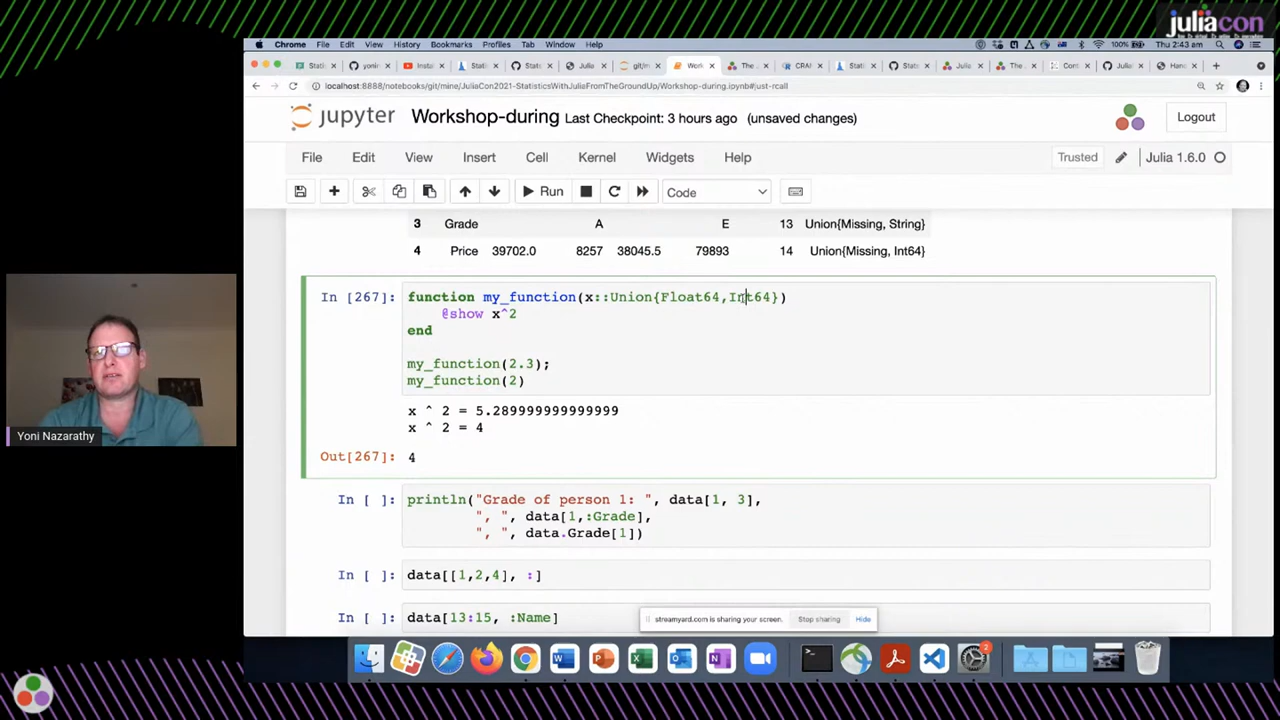 juliacon
Chrome File Edit View History Bookmarks Profiles Tab Window Help
100% Thu 2:43 am
localhost:8888/notebooks/git/mine/JuliaCon2021-StatisticsWithJuliaFromTheGroundUp/Workshop-during.ipynb#just-rcall
jupyter Workshop-during Last Checkpoint: 3 hours ago (unsaved changes) Logout
File Edit View Insert Cell Kernel Widgets Help Trusted Julia 1.6.0
Run Code
3 Grade A E 13 Union{Missing, String}
4 Price 39702.0 8257 38045.5 79893 14 Union{Missing, Int64}
In [267]: function my_function(x::Union{Float64,Int64})
@show x^2
end
my_function(2.3);
my_function(2)
x ^ 2 = 5.289999999999999
x ^ 2 = 4
Out[267]: 4
In [ ]: println("Grade of person 1: ", data[1, 3],
", ", data[1,:Grade],
", ", data.Grade[1])
In [ ]: data[[1,2,4], :]
In [ ]: data[13:15, :Name]
streamyard.com is sharing your screen. Stop sharing Hide
Yoni Nazarathy